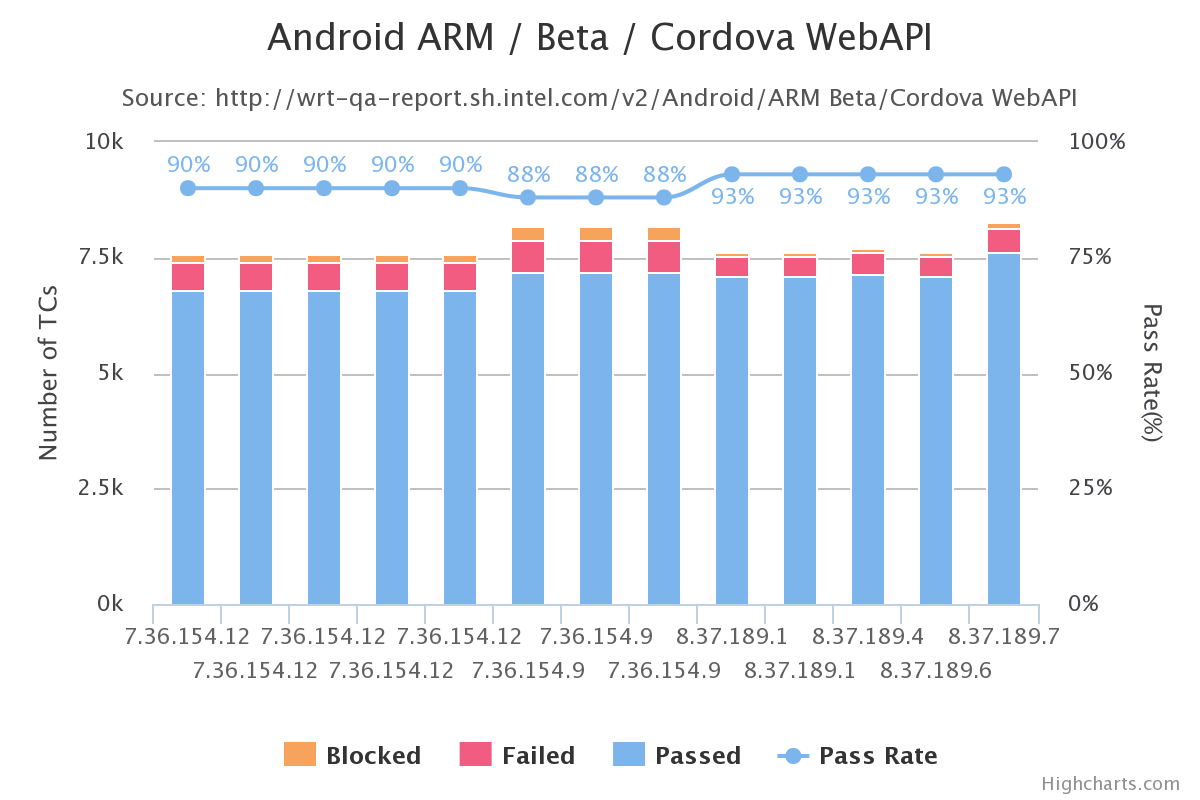 Android ARM / Beta / Cordova WebAPI
Source: http://wrt-qa-report.sh.intel.com/v2/Android/ARM Beta/Cordova WebAPI
10k
7.5k
5k
2.5k
0k
Number of TCs
90% 90% 90% 90% 90% 88% 88% 88% 93% 93% 93% 93% 93%
100%
75%
50%
25%
0%
Pass Rate(%)
7.36.154.12 7.36.154.12 7.36.154.12 7.36.154.9 8.37.189.1 8.37.189.4 8.37.189.7
7.36.154.12 7.36.154.12 7.36.154.9 7.36.154.9 8.37.189.1 8.37.189.6
Blocked Failed Passed Pass Rate
Highcharts.com